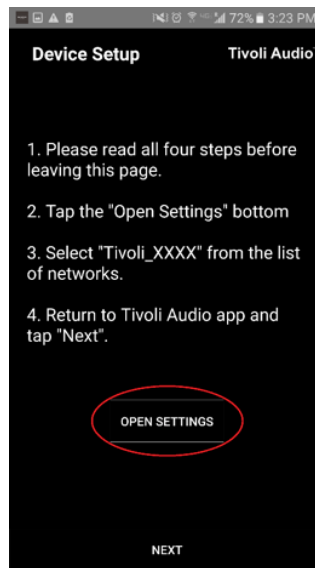 72% 3:23 PM
Device Setup Tivoli Audio
1. Please read all four steps before
leaving this page.
2. Tap the "Open Settings" bottom
3. Select "Tivoli_XXXX" from the list
of networks.
4. Return to Tivoli Audio app and
tap "Next".
OPEN SETTINGS
NEXT